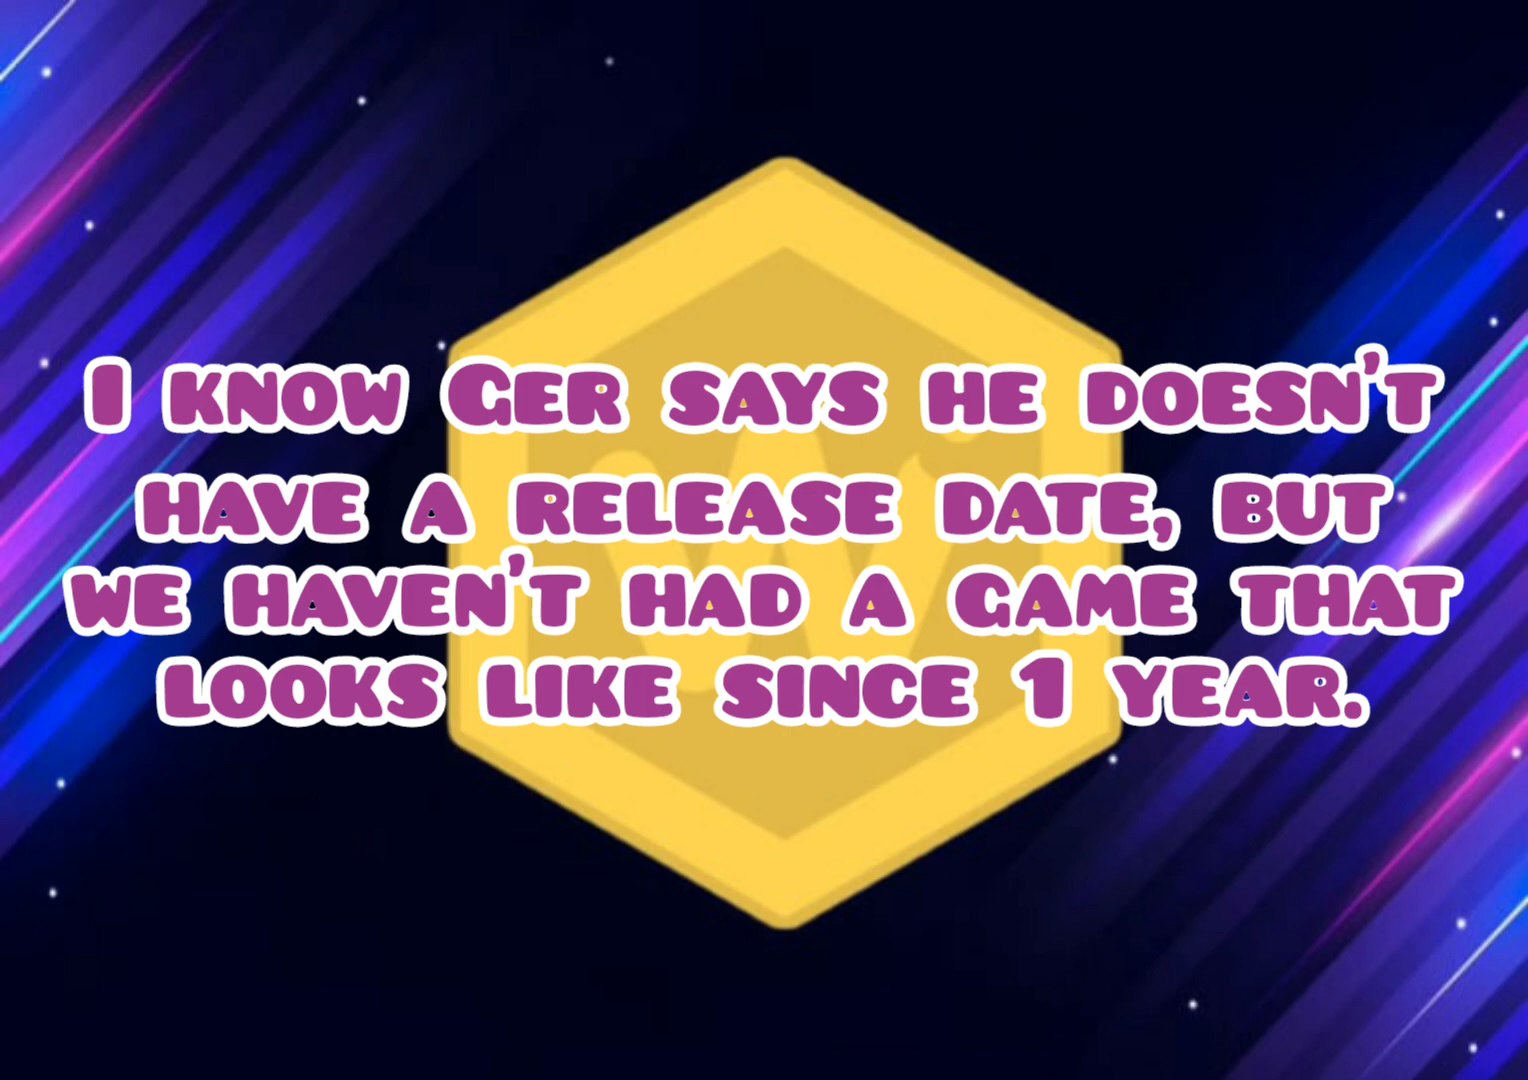 I know Ger says he doesn't
have a release date, but
we haven't had a game that
looks like since 1 year.